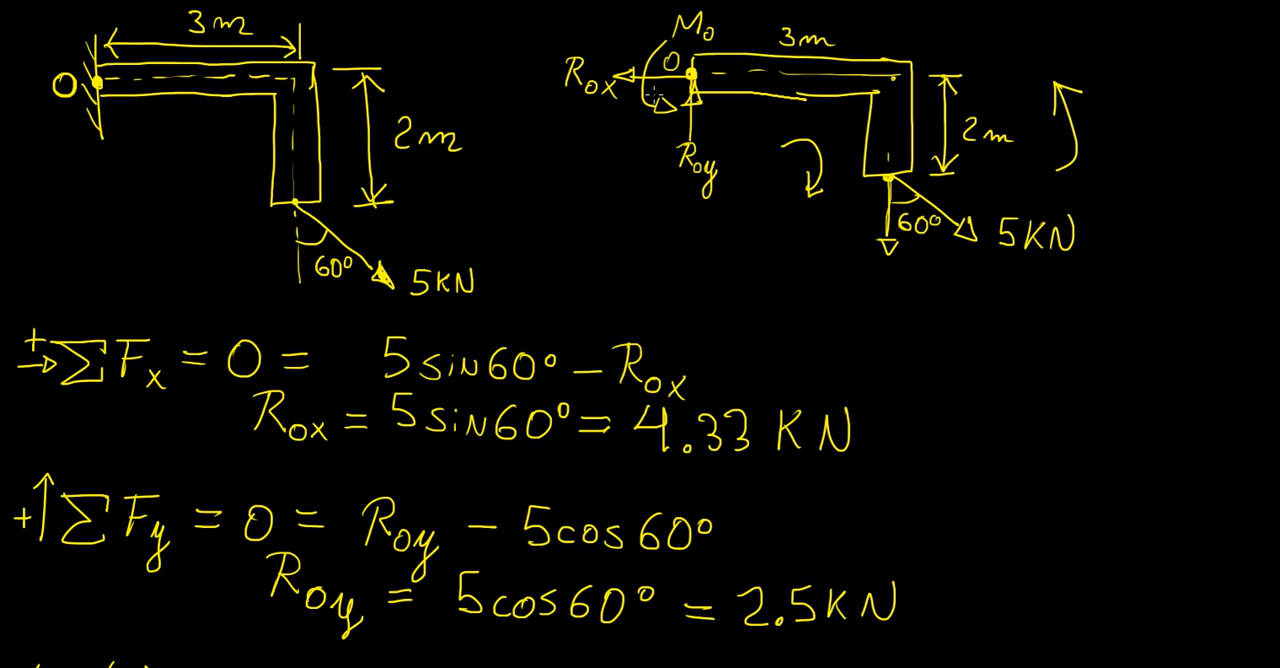 3m
O
2m
60°
5KN
Mo
O
3m
Rox
Roy
2m
60°
5KN
+ ΣFx = 0 = 5sin60° - Rox
Rox = 5sin60° = 4.33 KN
+ ΣFy = 0 = Roy - 5cos60°
Roy = 5cos60° = 2.5KN